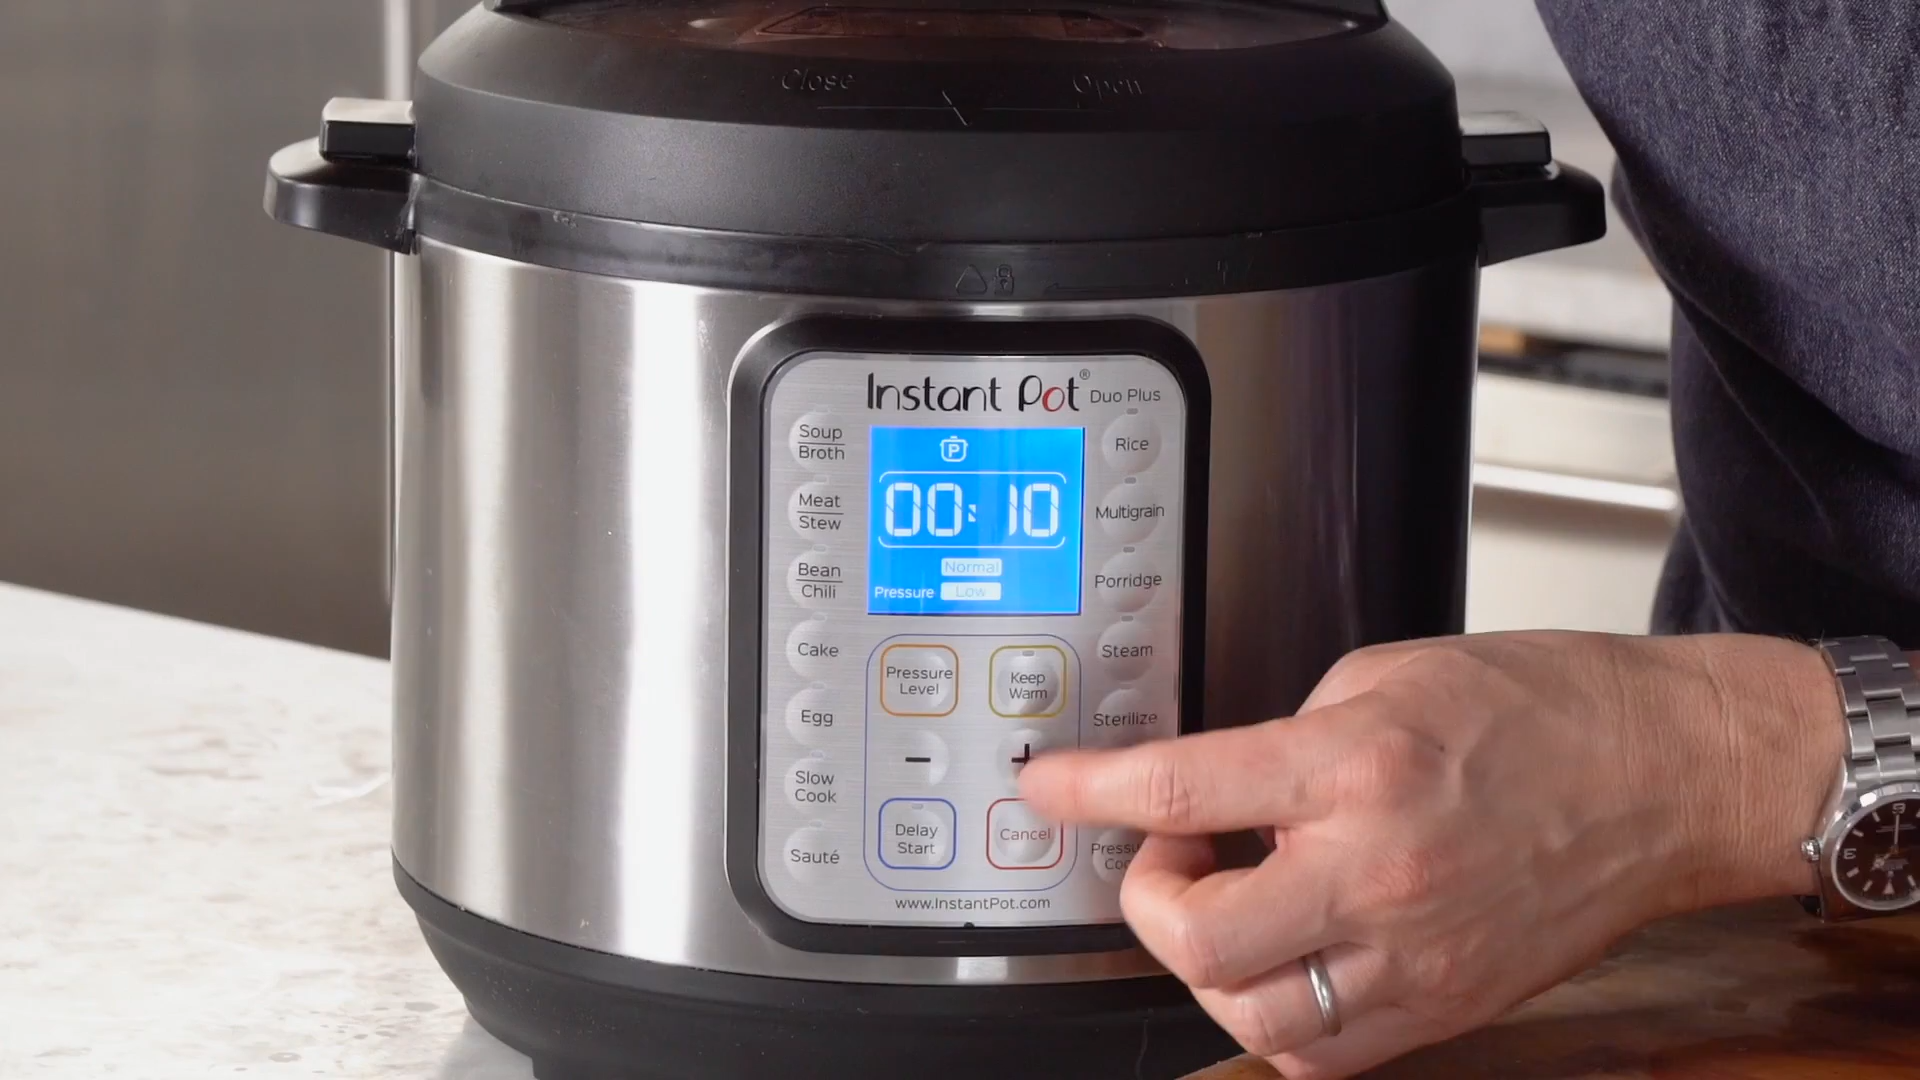 Close Open
Instant Pot® Duo Plus
Soup
Broth
Rice
P
00:10
Meat
Stew
Multigrain
Normal
Bean
Chili
Porridge
Pressure Low
Cake
Pressure
Level
Keep
Warm
Steam
Egg
Sterilize
- +
Slow
Cook
Delay
Start
Cancel
Sauté
www.InstantPot.com